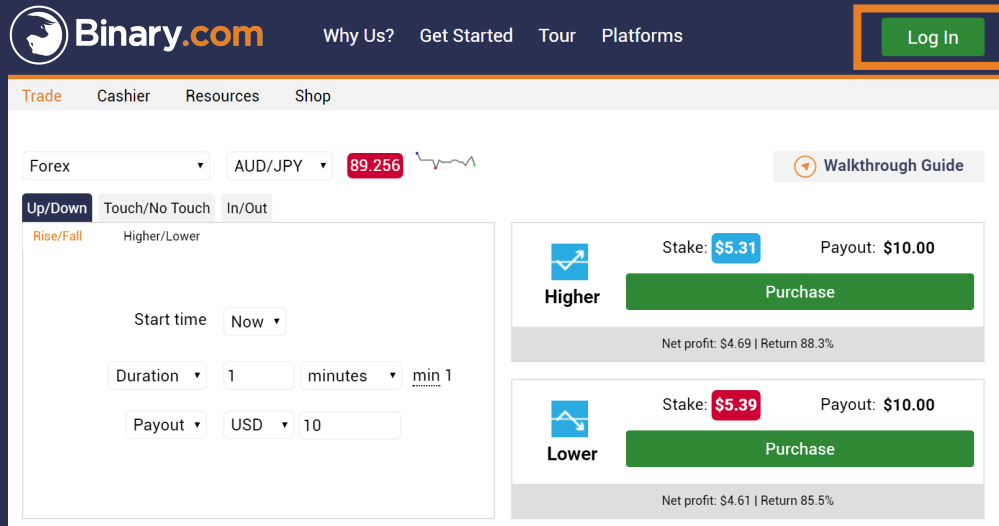 Binary.com Why Us? Get Started Tour Platforms Log In
Trade Cashier Resources Shop
Forex AUD/JPY 89.256 Walkthrough Guide
Up/Down Touch/No Touch In/Out
Rise/Fall Higher/Lower
Start time Now
Duration 1 minutes min 1
Payout USD 10
Higher
Stake: $5.31 Payout: $10.00
Purchase
Net profit: $4.69 | Return 88.3%
Lower
Stake: $5.39 Payout: $10.00
Purchase
Net profit: $4.61 | Return 85.5%